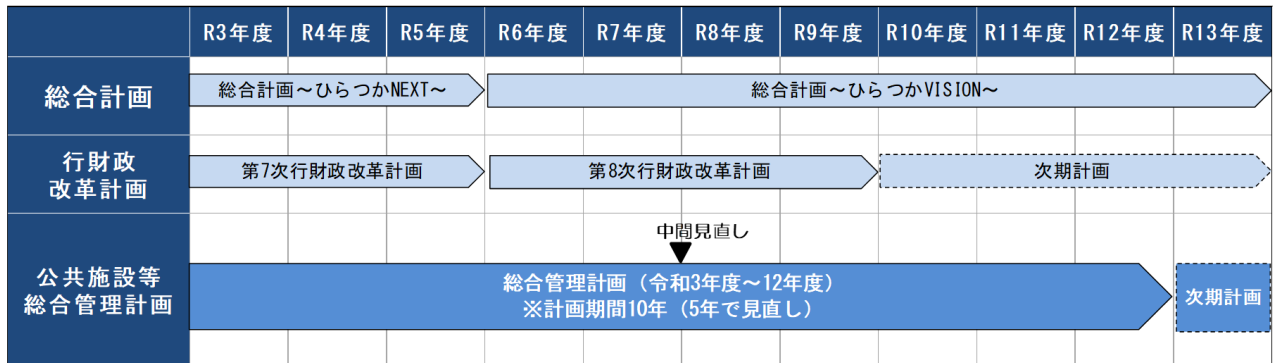 R3年度 R4年度 R5年度 R6年度 R7年度 R8年度 R9年度 R10年度 R11年度 R12年度 R13年度
総合計画
総合計画～ひらつかNEXT～
総合計画～ひらつかVISION～
行財政
改革計画
第7次行財政改革計画
第8次行財政改革計画
次期計画
中間見直し
公共施設等
総合管理計画
総合管理計画（令和3年度～12年度）
※計画期間10年（5年で見直し）
次期計画